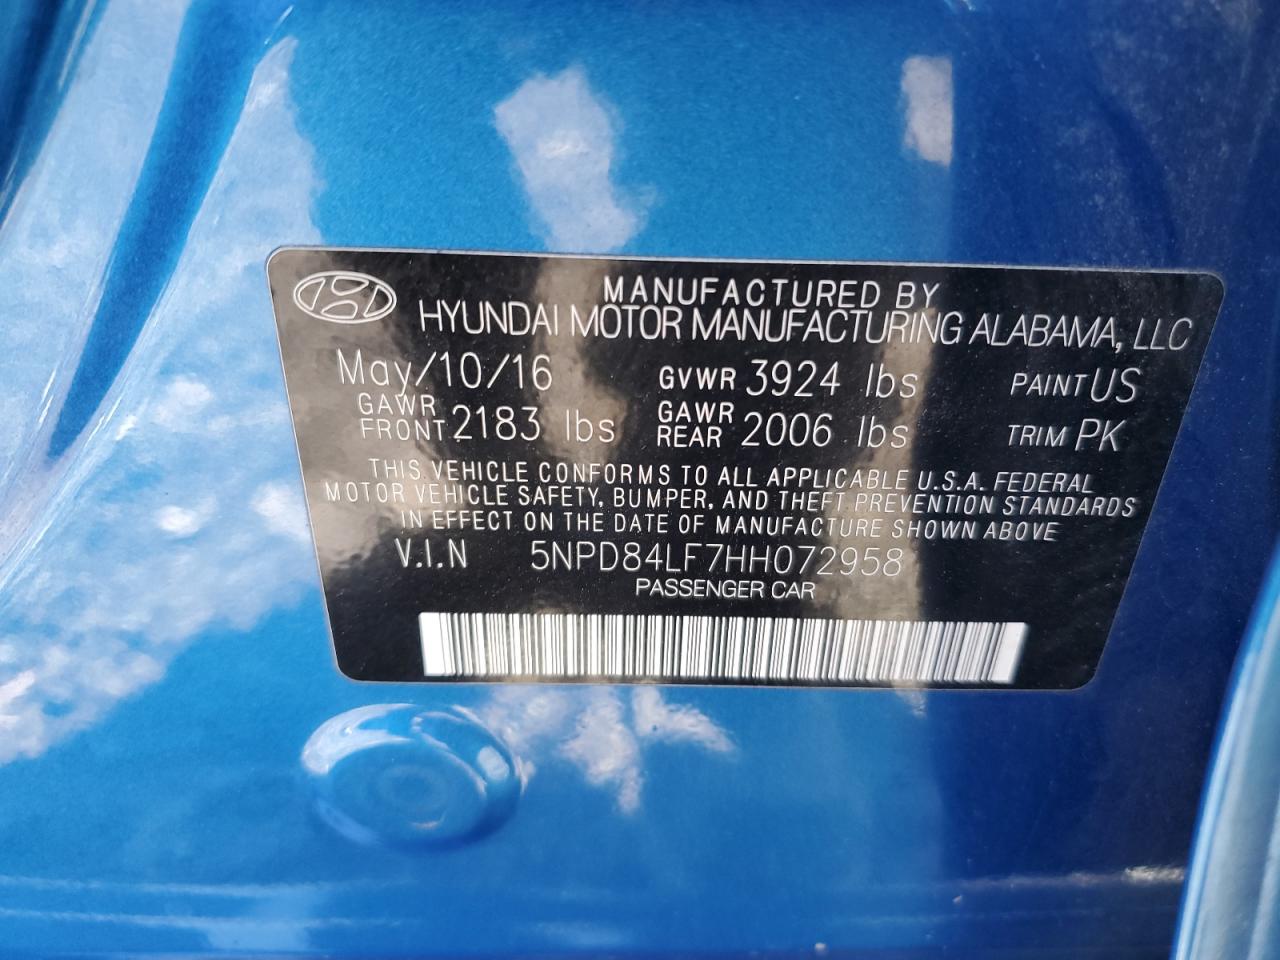 MANUFACTURED BY
HYUNDAI MOTOR MANUFACTURING ALABAMA, LLC
May/10/16 GVWR 3924 lbs PAINT US
GAWR FRONT 2183 lbs GAWR REAR 2006 lbs TRIM PK
THIS VEHICLE CONFORMS TO ALL APPLICABLE U.S.A. FEDERAL
MOTOR VEHICLE SAFETY, BUMPER, AND THEFT PREVENTION STANDARDS
IN EFFECT ON THE DATE OF MANUFACTURE SHOWN ABOVE
V.I.N 5NPD84LF7HH072958
PASSENGER CAR